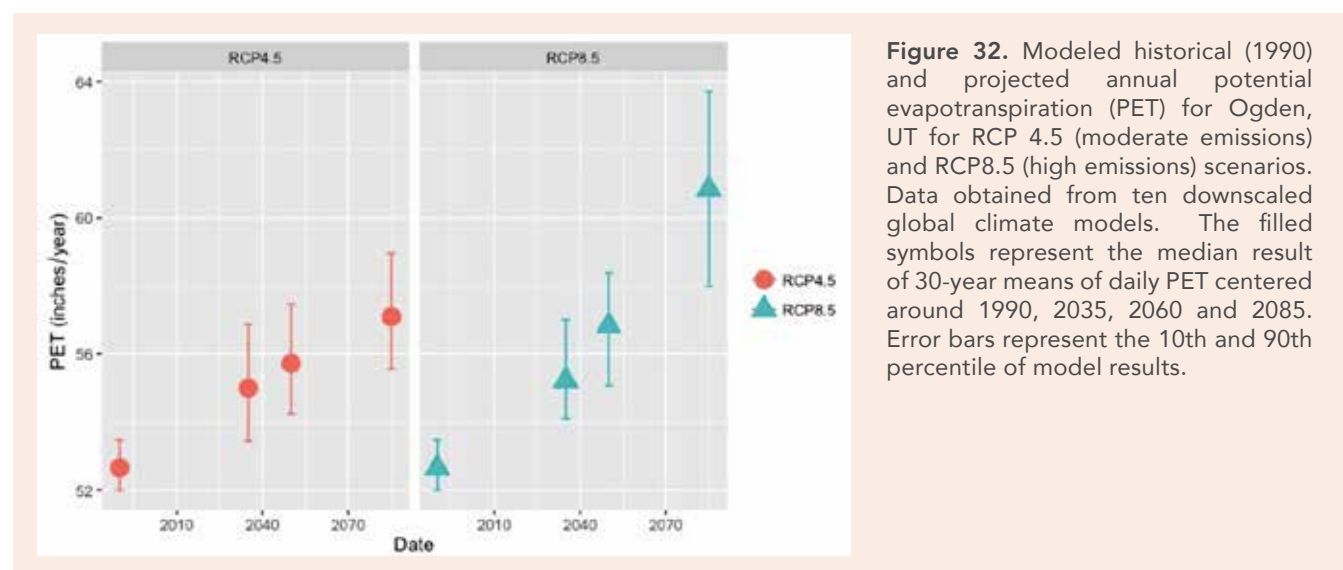 RCP4.5
RCP8.5
64
60
56
52
PET (inches/year)
2010
2040
2070
2010
2040
2070
Date
RCP4.5
RCP8.5
Figure 32. Modeled historical (1990)
and projected annual potential
evapotranspiration (PET) for Ogden,
UT for RCP 4.5 (moderate emissions)
and RCP8.5 (high emissions) scenarios.
Data obtained from ten downscaled
global climate models. The filled
symbols represent the median result
of 30-year means of daily PET centered
around 1990, 2035, 2060 and 2085.
Error bars represent the 10th and 90th
percentile of model results.